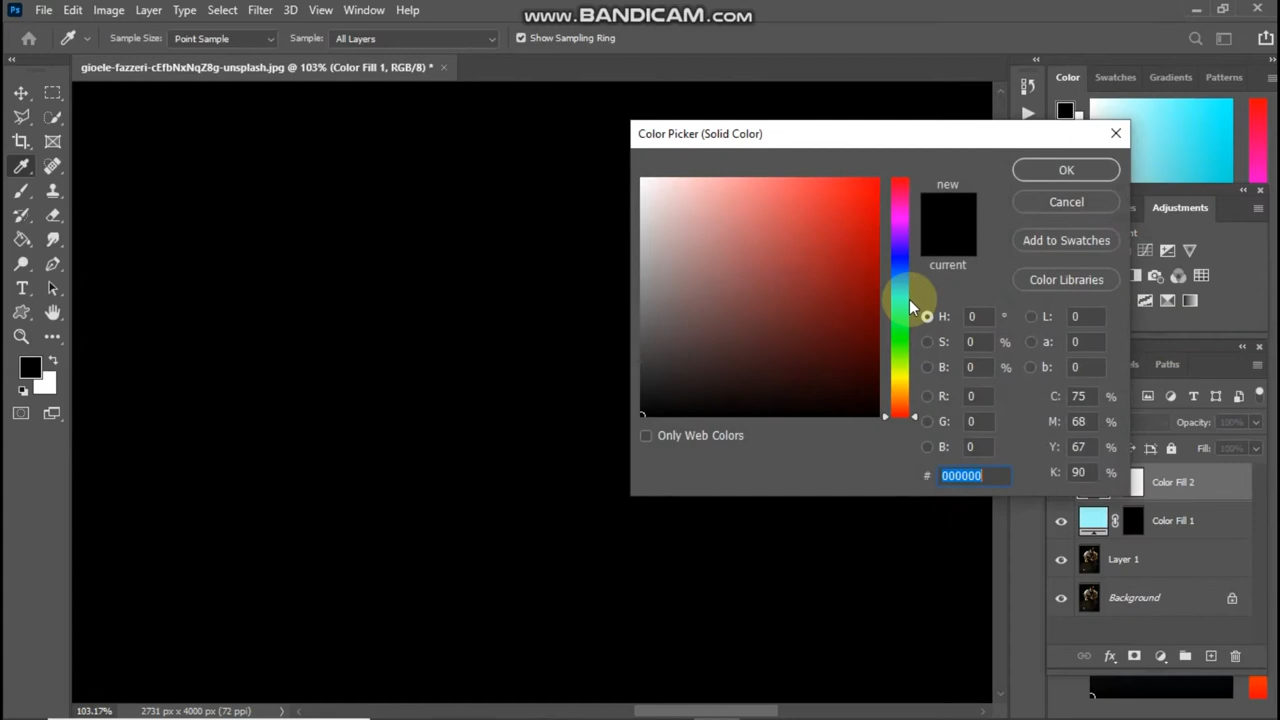 Ps File Edit Image Layer Type Select Filter 3D View Window Help
www.BANDICAM.com
Sample Size: Point Sample Sample: All Layers Show Sampling Ring
gioele-fazzeri-cEfbNxNqZ8g-unsplash.jpg @ 103% (Color Fill 1, RGB/8) *
Color Swatches Gradients Patterns
Color Picker (Solid Color)
new
OK
Cancel
Adjustments
Add to Swatches
current
Color Libraries
H: 0 ° L: 0
S: 0 % a: 0
B: 0 % b: 0
Paths
R: 0 C: 75 %
G: 0 M: 68 %
Opacity: 100%
Only Web Colors
B: 0 Y: 67 %
Fill: 100%
# 000000 K: 90 %
Color Fill 2
Color Fill 1
Layer 1
Background
fx
103.17% 2731 px x 4000 px (72 ppi)